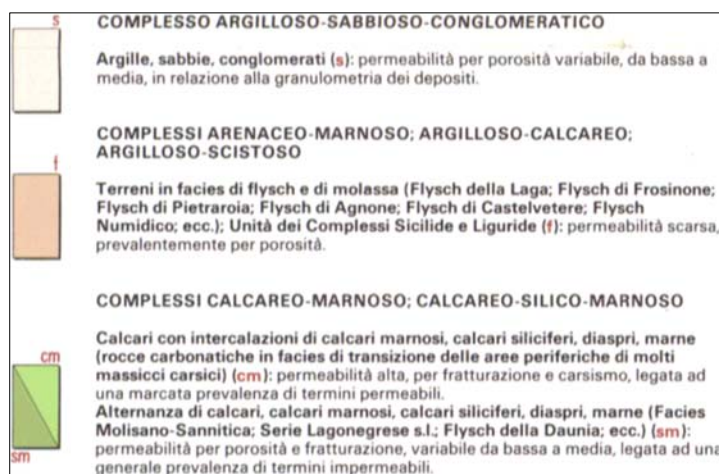 s
COMPLESSO ARGILLOSO-SABBIOSO-CONGLOMERATICO
Argille, sabbie, conglomerati (s): permeabilità per porosità variabile, da bassa a
media, in relazione alla granulometria dei depositi.
COMPLESSI ARENACEO-MARNOSO; ARGILLOSO-CALCAREO;
ARGILLOSO-SCISTOSO
f
Terreni in facies di flysch e di molassa (Flysch della Laga; Flysch di Frosinone;
Flysch di Pietraroia; Flysch di Agnone; Flysch di Castelvetere; Flysch
Numidico; ecc.); Unità dei Complessi Sicilide e Liguride (f): permeabilità scarsa,
prevalentemente per porosità.
COMPLESSI CALCAREO-MARNOSO; CALCAREO-SILICO-MARNOSO
Calcari con intercalazioni di calcari marnosi, calcari siliciferi, diaspri, marne
cm
(rocce carbonatiche in facies di transizione delle aree periferiche di molti
massicci carsici) (cm): permeabilità alta, per fratturazione e carsismo, legata ad
una marcata prevalenza di termini permeabili.
Alternanza di calcari, calcari marnosi, calcari siliciferi, diaspri, marne (Facies
Molisano-Sannitica; Serie Lagonegrese s.l.; Flysch della Daunia; ecc.) (sm):
permeabilità per porosità e fratturazione, variabile da bassa a media, legata ad una
sm
generale prevalenza di termini impermeabili.